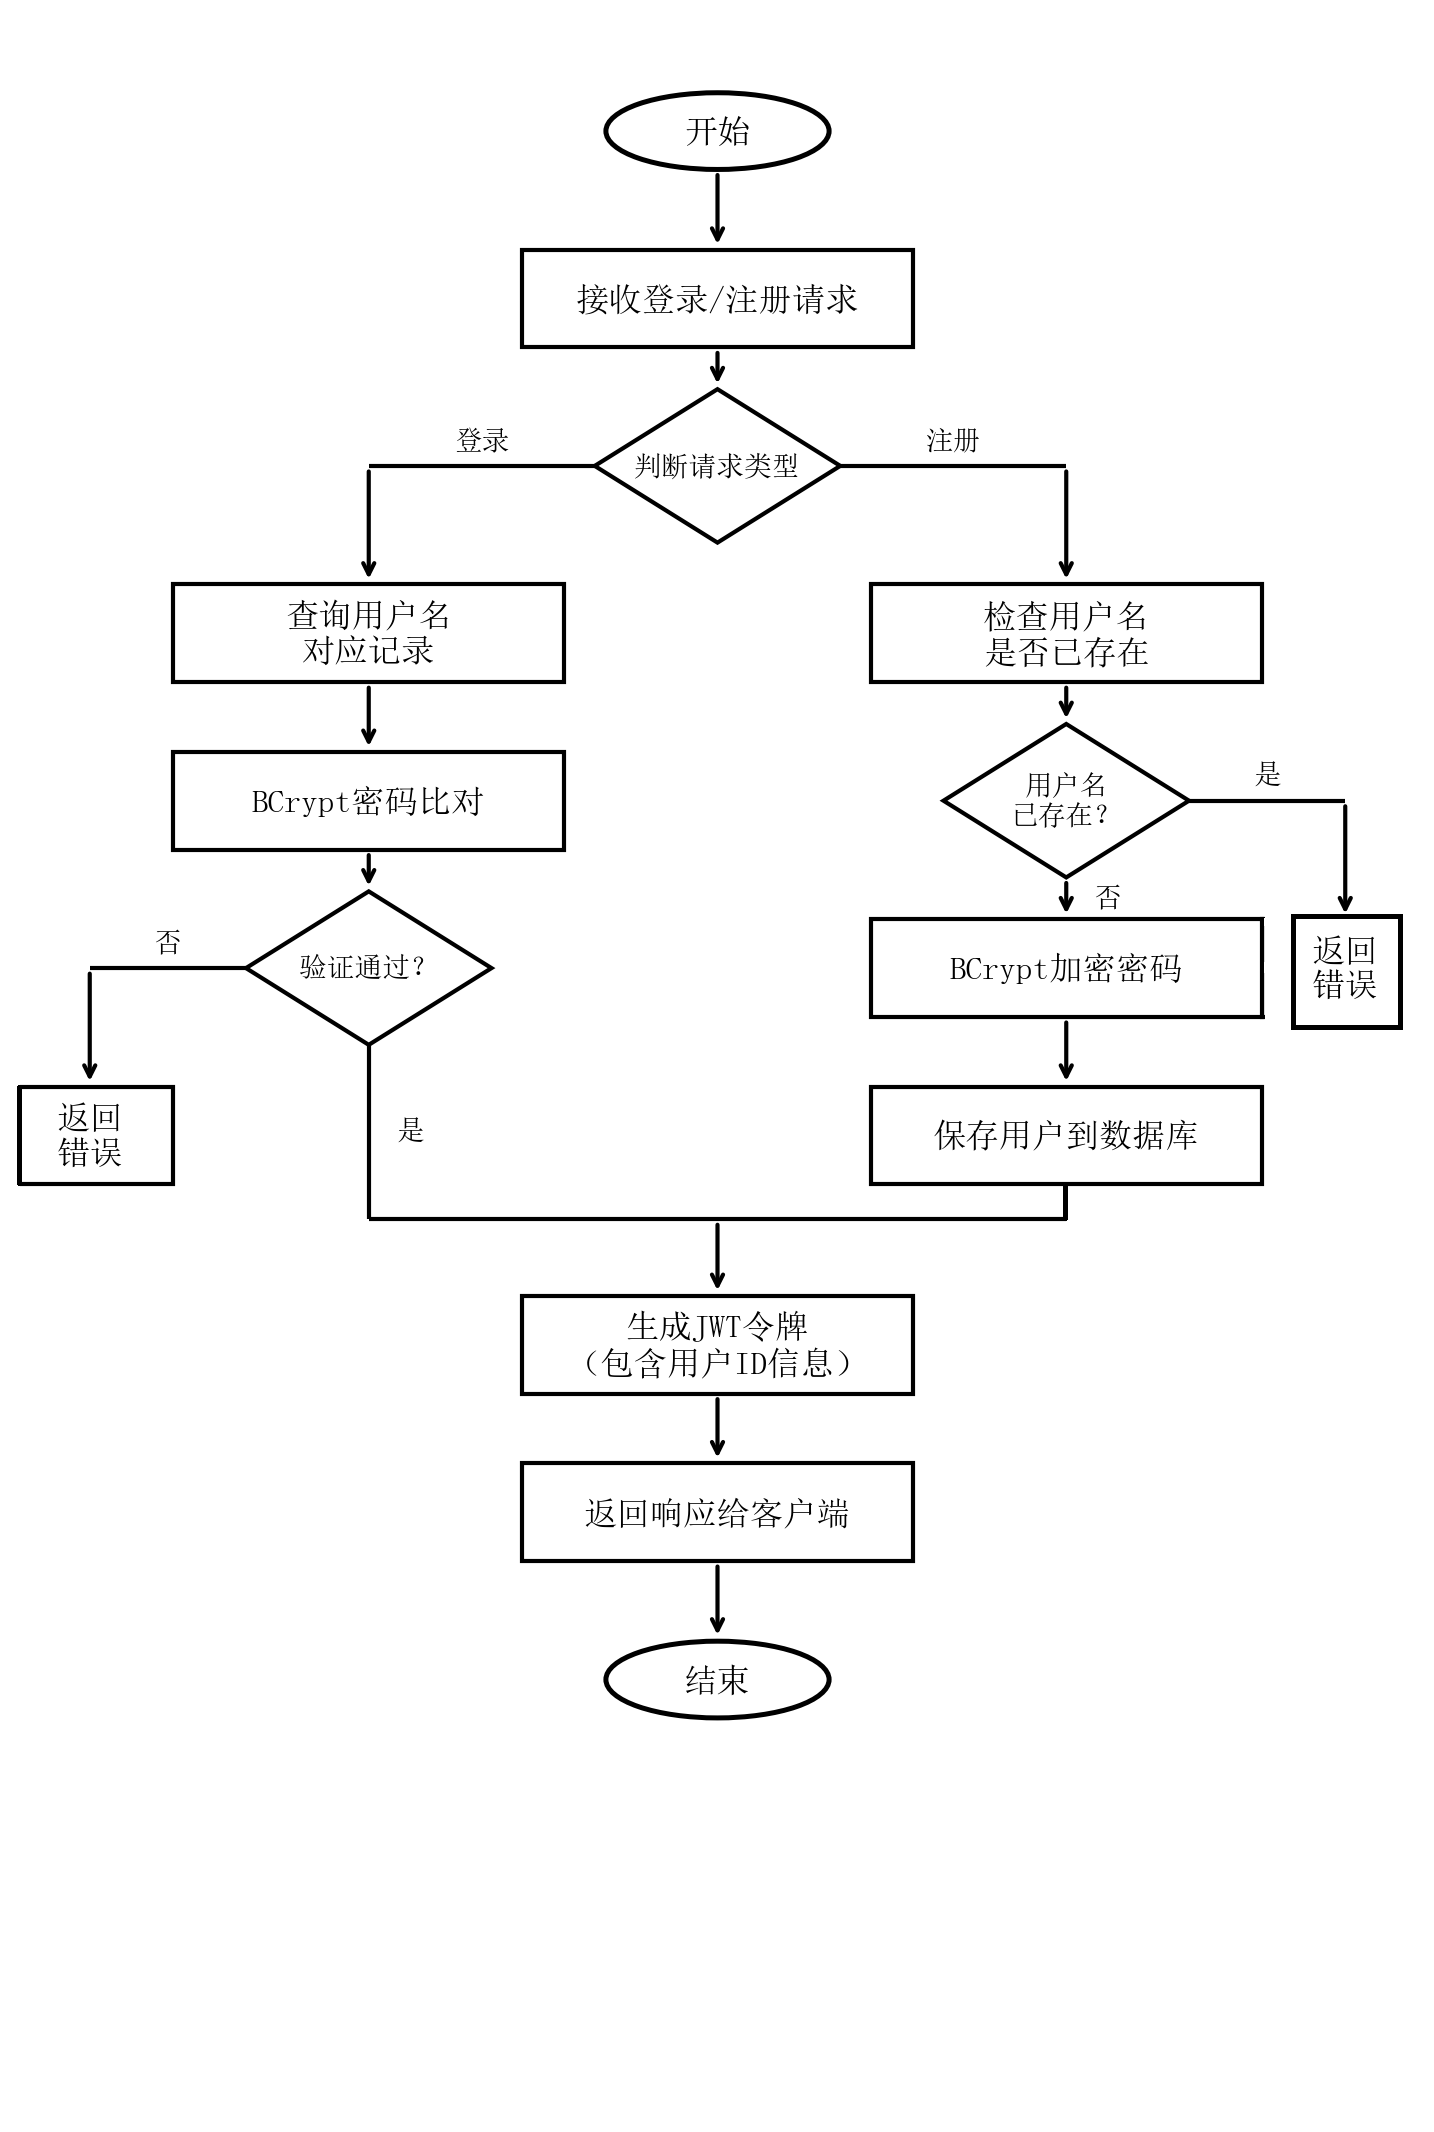 开始
接收登录/注册请求
登录
注册
判断请求类型
查询用户名
对应记录
检查用户名
是否已存在
BCrypt密码比对
用户名
已存在?
是
否
否
验证通过?
BCrypt加密密码
返回
错误
返回
错误
是
保存用户到数据库
生成JWT令牌
（包含用户ID信息）
返回响应给客户端
结束